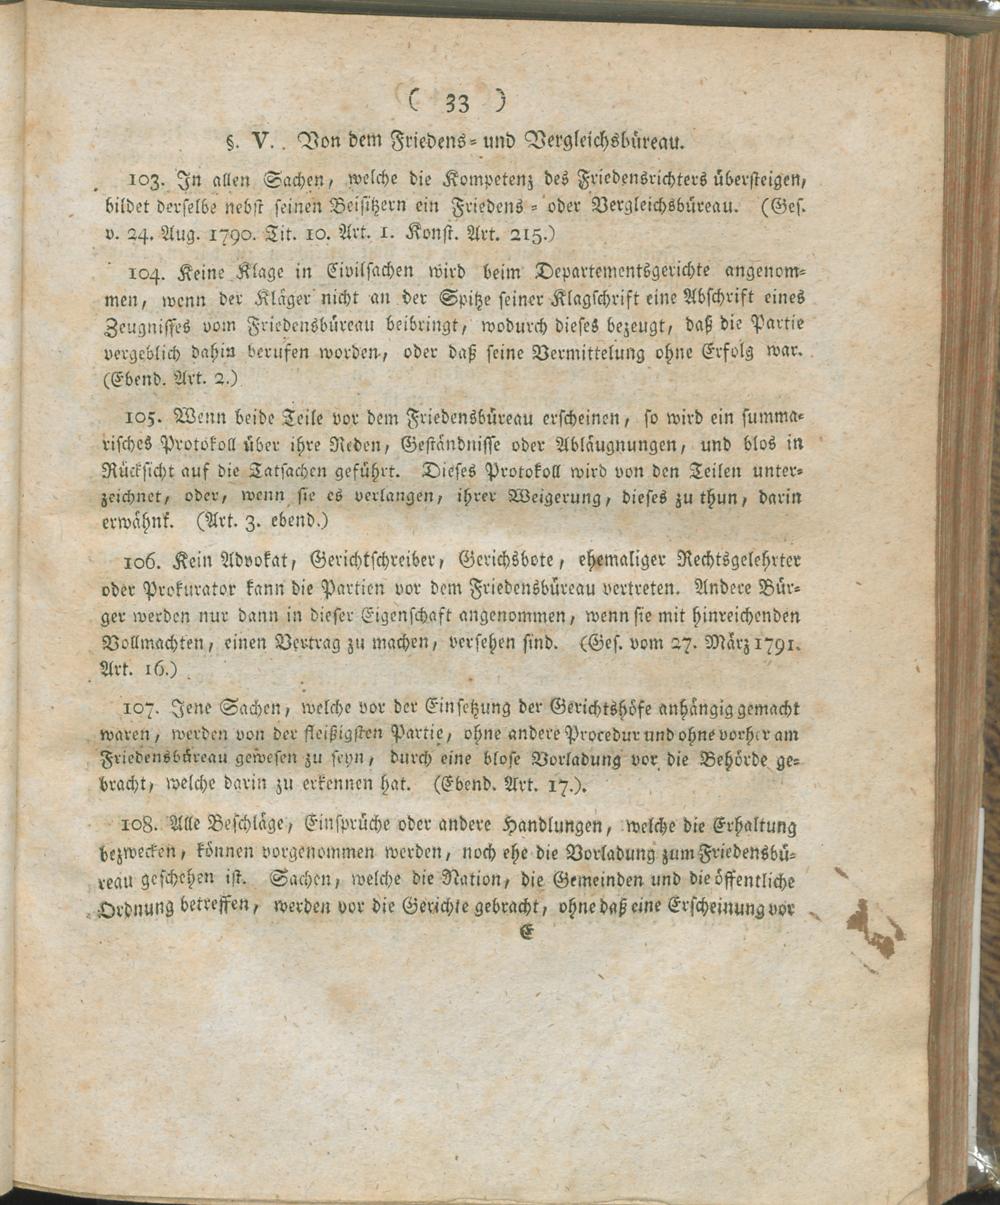 ( 33 )
§. V. Von dem Friedens- und Vergleichsbüreau.
103. In allen Sachen, welche die Kompetenz des Friedensrichters übersteigen,
bildet derselbe nebst seinen Beisitzern ein Friedens- oder Vergleichsbüreau. (Ges.
v. 24. Aug. 1790. Tit. 10. Art. 1. Konst. Art. 215.)
104. Keine Klage in Civilsachen wird beim Departementsgerichte angenom-
men, wenn der Kläger nicht an der Spitze seiner Klagschrift eine Abschrift eines
Zeugnisses vom Friedensbüreau beibringt, wodurch dieses bezeugt, daß die Partie
vergeblich dahin berufen worden, oder daß seine Vermittelung ohne Erfolg war.
(Ebend. Art. 2.)
105. Wenn beide Teile vor dem Friedensbüreau erscheinen, so wird ein summa-
risches Protokoll über ihre Reden, Geständnisse oder Abläugnungen, und blos in
Rücksicht auf die Tatsachen geführt. Dieses Protokoll wird von den Teilen unter-
zeichnet, oder, wenn sie es verlangen, ihrer Weigerung, dieses zu thun, darin
erwähnt. (Art. 3. ebend.)
106. Kein Advokat, Gerichtschreiber, Gerichsbote, ehemaliger Rechtsgelehrter
oder Prokurator kann die Partien vor dem Friedensbüreau vertreten. Andere Bür-
ger werden nur dann in dieser Eigenschaft angenommen, wenn sie mit hinreichenden
Vollmachten, einen Vertrag zu machen, versehen sind. (Ges. vom 27. März 1791.
Art. 16.)
107. Jene Sachen, welche vor der Einsetzung der Gerichtshöfe anhängig gemacht
waren, werden von der fleißigsten Partie, ohne andere Procedur und ohne vorher am
Friedensbüreau gewesen zu seyn, durch eine blose Vorladung vor die Behörde ge-
bracht, welche darin zu erkennen hat. (Ebend. Art. 17.).
108. Alle Beschläge, Einsprüche oder andere Handlungen, welche die Erhaltung
bezwecken, können vorgenommen werden, noch ehe die Vorladung zum Friedensbü-
reau geschehen ist. Sachen, welche die Nation, die Gemeinden und die öffentliche
Ordnung betreffen, werden vor die Gerichte gebracht, ohne daß eine Erscheinung vor
E